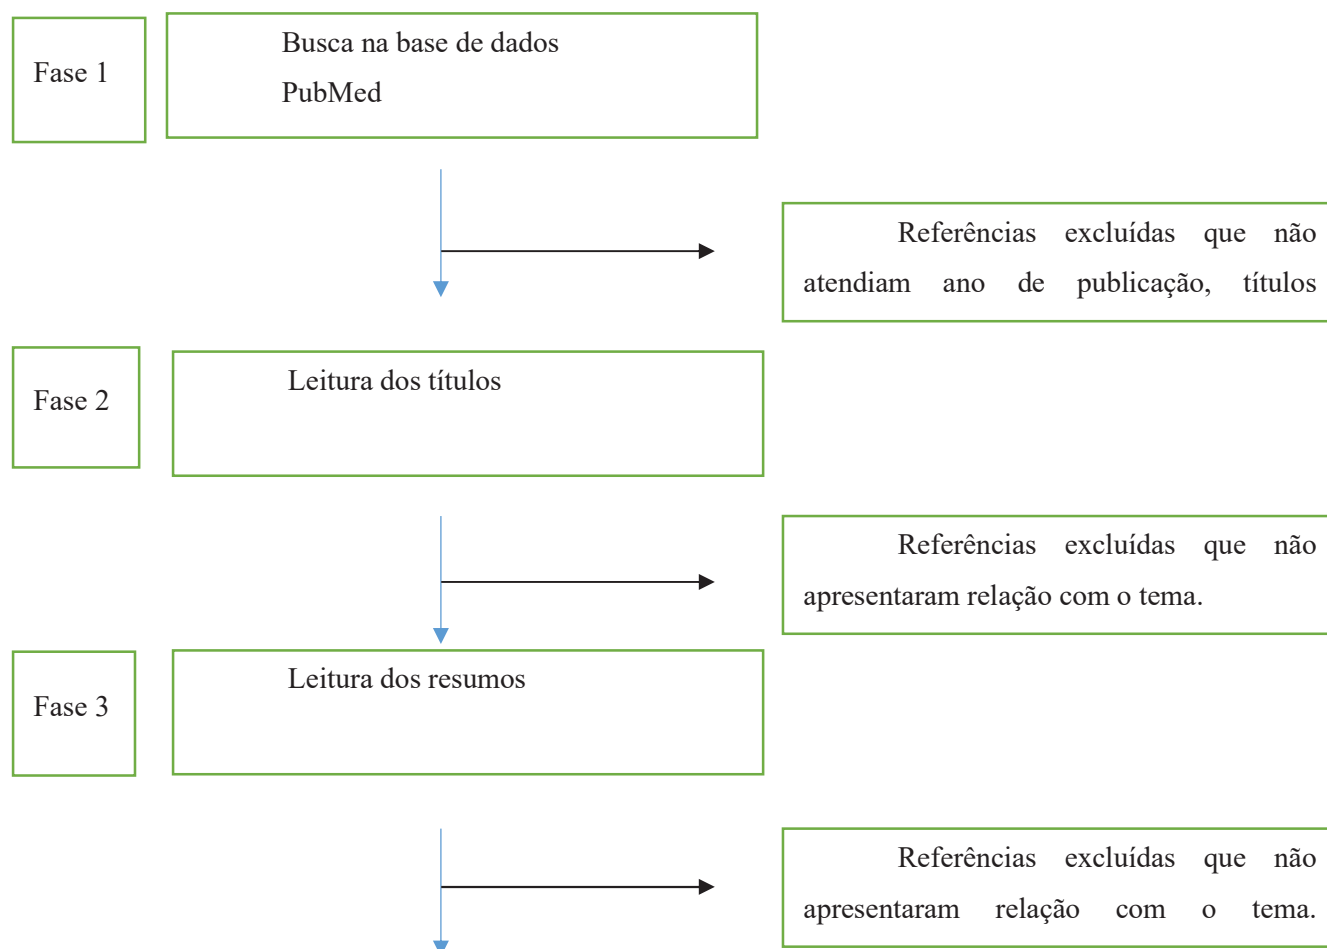 Fase 1
Busca na base de dados
PubMed
Referências excluídas que não
atendiam ano de publicação, títulos
Fase 2
Leitura dos títulos
Referências excluídas que não
apresentaram relação com o tema.
Fase 3
Leitura dos resumos
Referências excluídas que não
apresentaram relação com o tema.